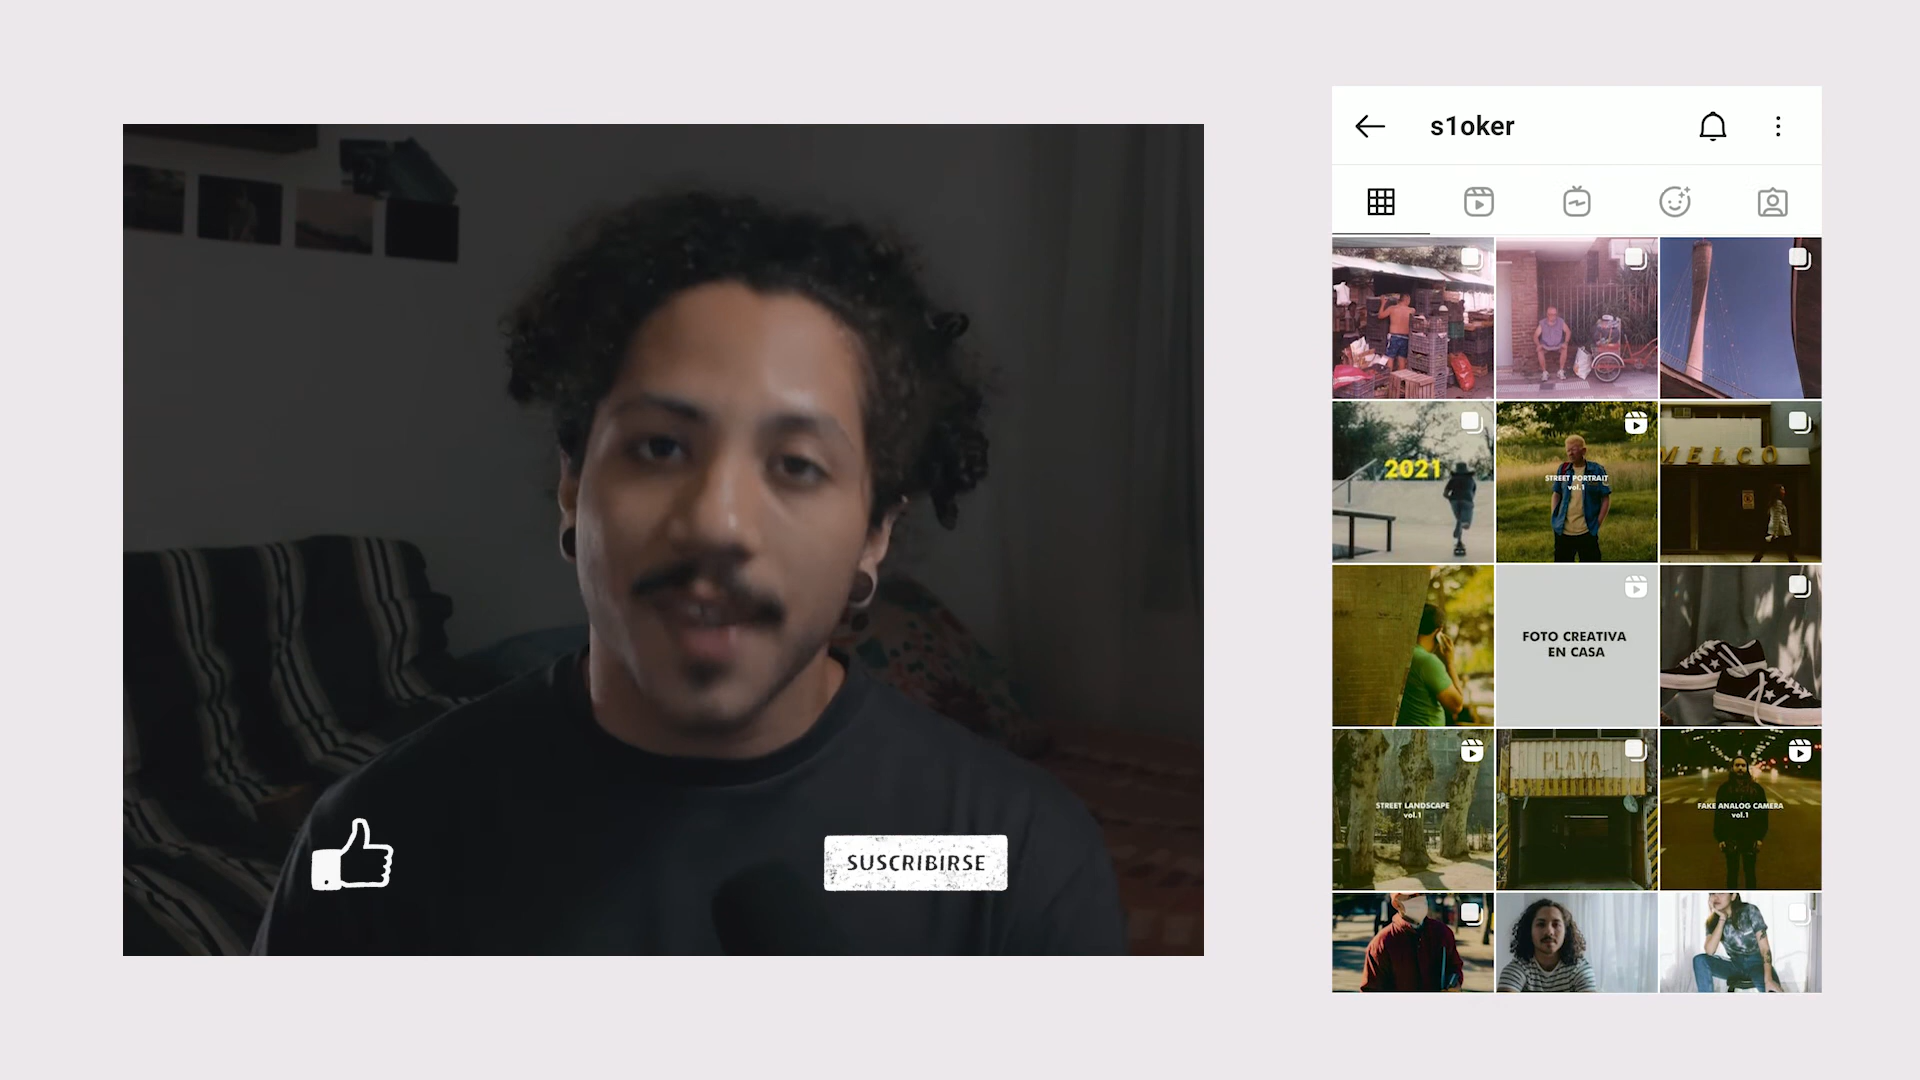 s1oker
2021
STREET PORTRAIT
vol.1
MELCO
FOTO CREATIVA
EN CASA
STREET LANDSCAPE
vol.1
PLAYA
FAKE ANALOG CAMERA
vol.1
SUSCRIBIRSE